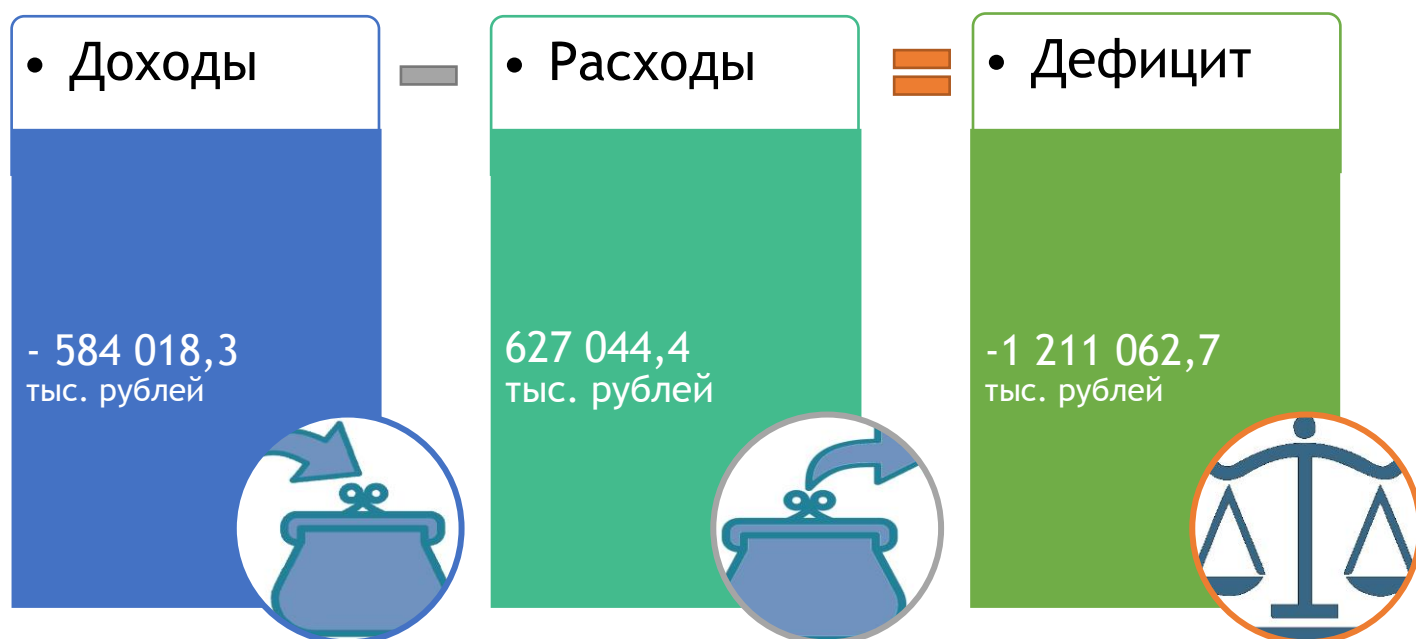 • Доходы
• Расходы
• Дефицит
- 584 018,3
тыс. рублей
627 044,4
тыс. рублей
-1 211 062,7
тыс. рублей